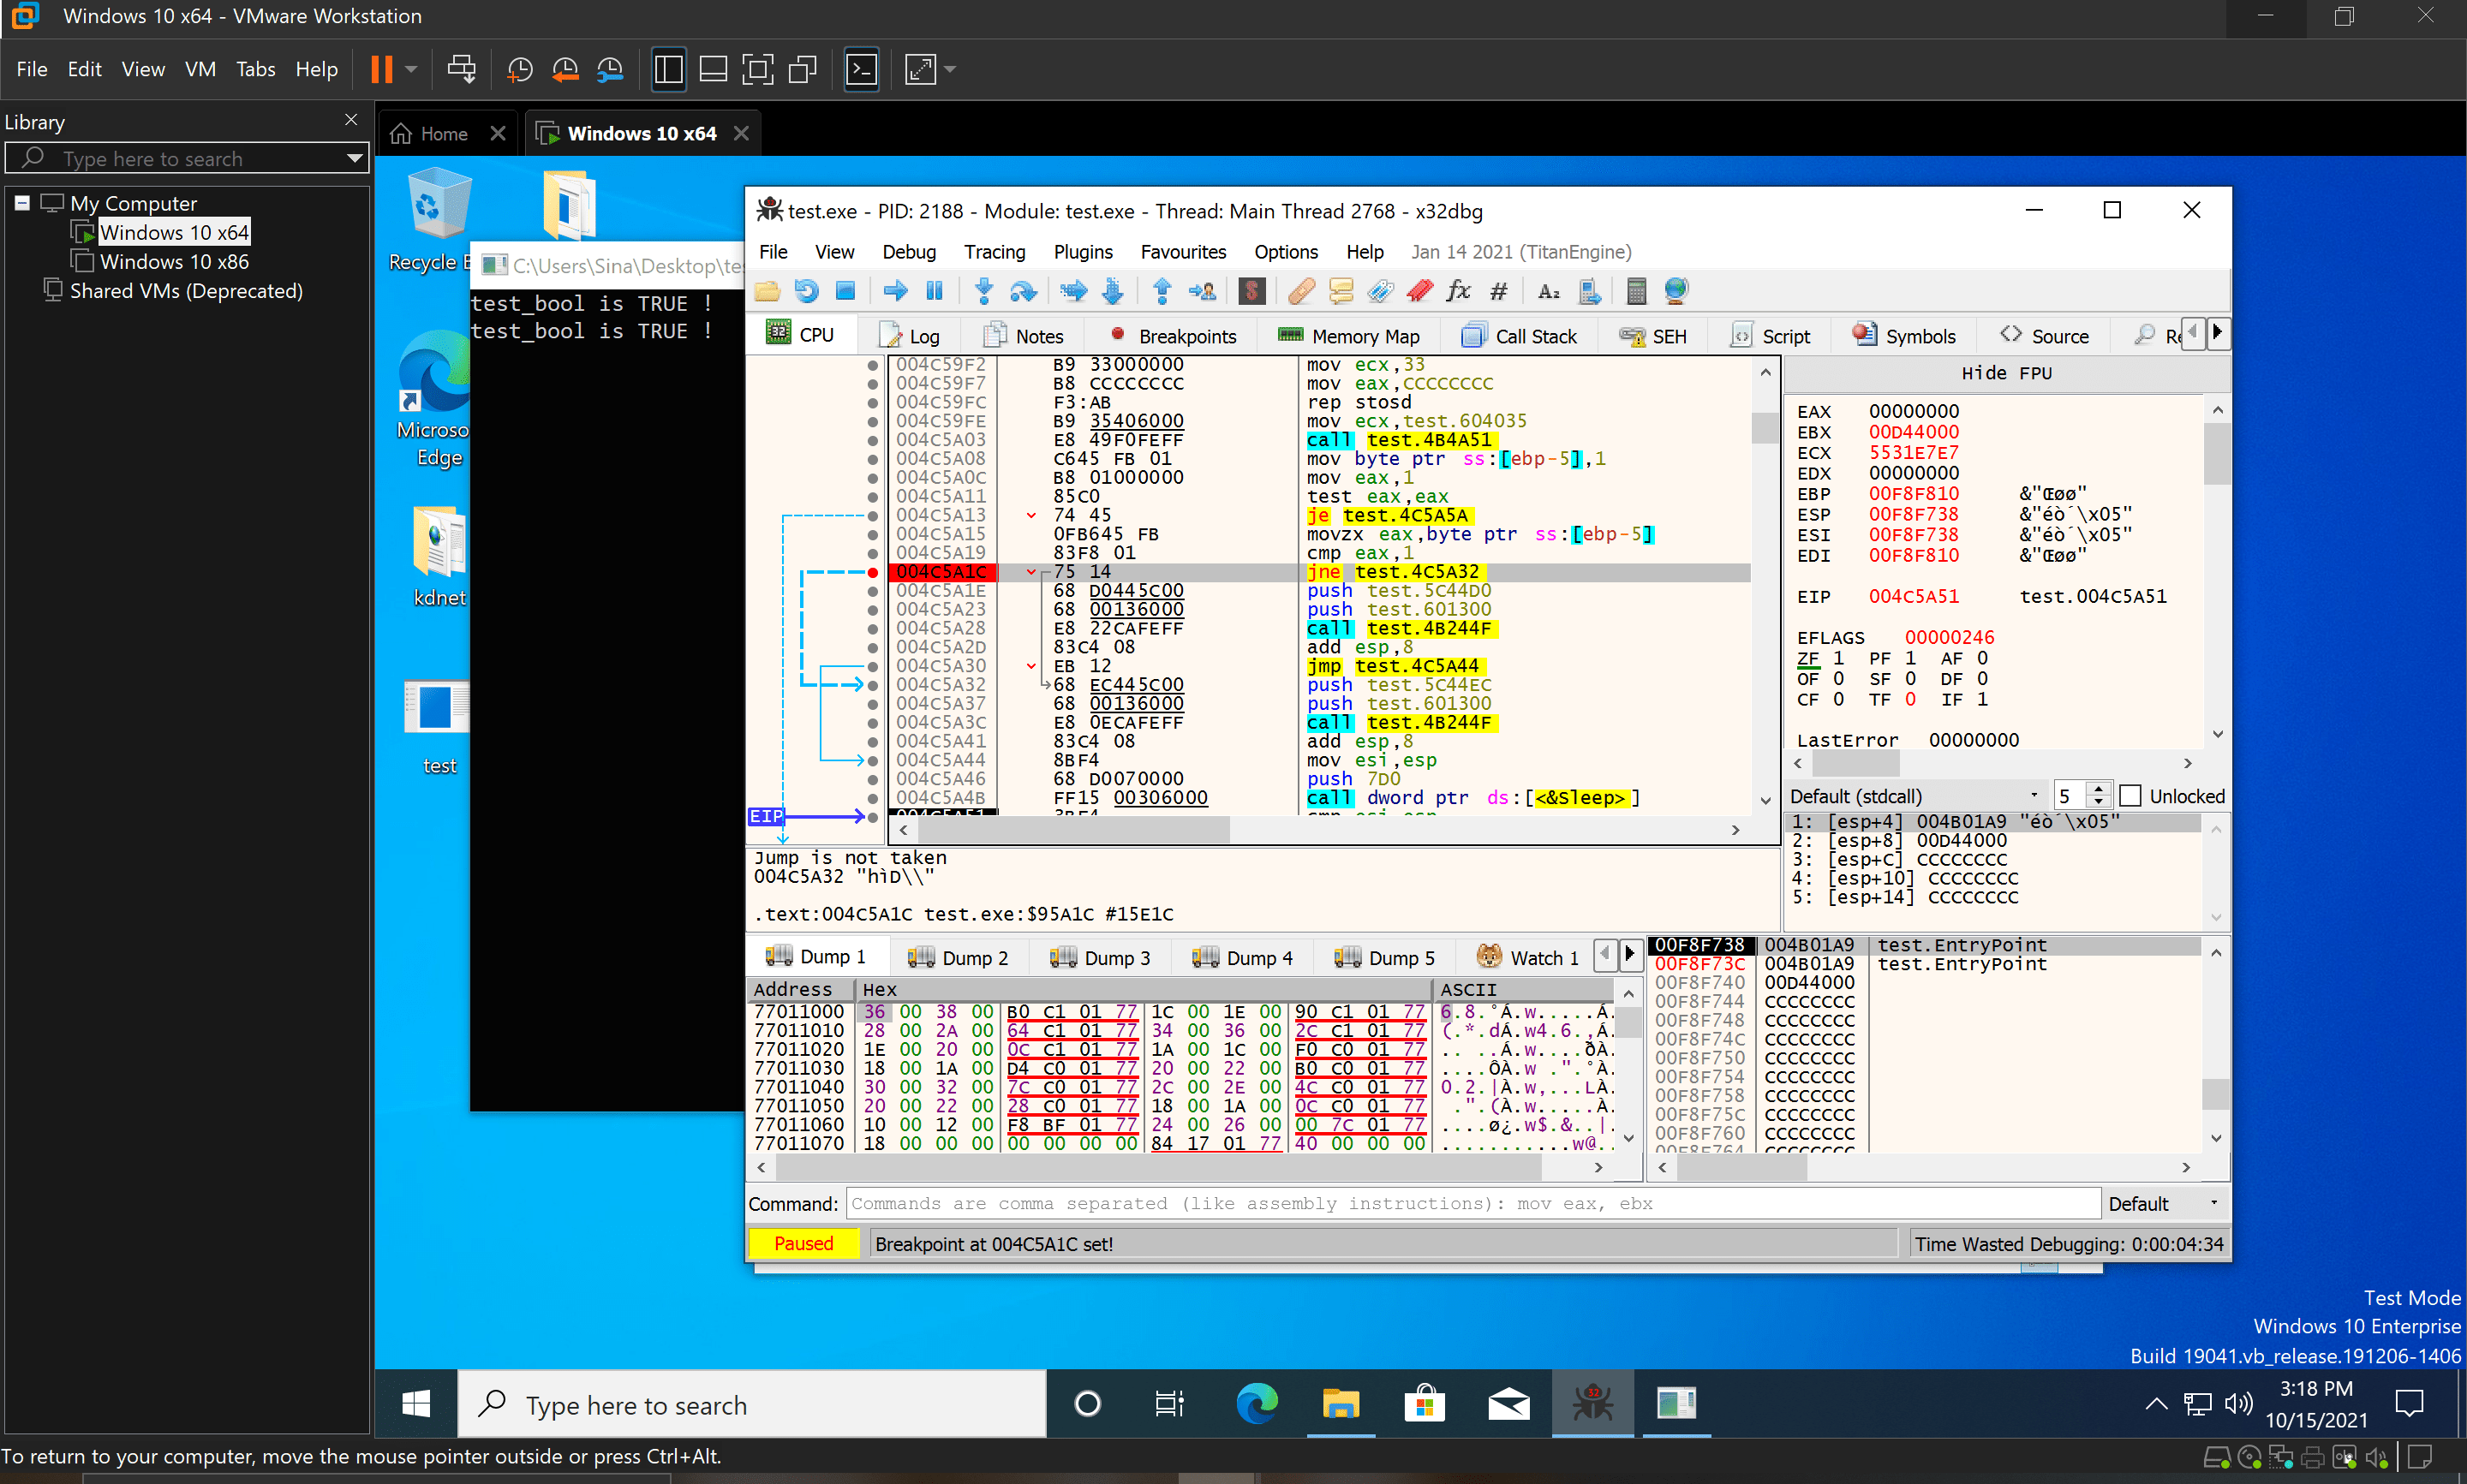 Windows 10 x64 - VMware Workstation
File Edit View VM Tabs Help
Library
Type here to search
My Computer
Windows 10 x64
Windows 10 x86
Shared VMs (Deprecated)
Home
Windows 10 x64
Recycle B
Microso
Edge
kdnet
test
C:\Users\Sina\Desktop\tes
test_bool is TRUE !
test_bool is TRUE !
test.exe - PID: 2188 - Module: test.exe - Thread: Main Thread 2768 - x32dbg
File View Debug Tracing Plugins Favourites Options Help Jan 14 2021 (TitanEngine)
CPU Log Notes Breakpoints Memory Map Call Stack SEH Script Symbols Source Re
004C59F2 B9 33000000 mov ecx,33
004C59F7 B8 CCCCCCCC mov eax,CCCCCCCC
004C59FC F3:AB rep stosd
004C59FE B9 35406000 mov ecx,test.604035
004C5A03 E8 49F0FEFF call test.4B4A51
004C5A08 C645 FB 01 mov byte ptr ss:[ebp-5],1
004C5A0C B8 01000000 mov eax,1
004C5A11 85C0 test eax,eax
004C5A13 74 45 je test.4C5A5A
004C5A15 0FB645 FB movzx eax,byte ptr ss:[ebp-5]
004C5A19 83F8 01 cmp eax,1
004C5A1C 75 14 jne test.4C5A32
004C5A1E 68 D0445C00 push test.5C44D0
004C5A23 68 00136000 push test.601300
004C5A28 E8 22CAFEFF call test.4B244F
004C5A2D 83C4 08 add esp,8
004C5A30 EB 12 jmp test.4C5A44
004C5A32 68 EC445C00 push test.5C44EC
004C5A37 68 00136000 push test.601300
004C5A3C E8 0ECAFEFF call test.4B244F
004C5A41 83C4 08 add esp,8
004C5A44 8BF4 mov esi,esp
004C5A46 68 D0070000 push 7D0
004C5A4B FF15 00306000 call dword ptr ds:[<&Sleep>]
EIP 004C5A51 3BF4 cmp esi,esp
Hide FPU
EAX 00000000
EBX 00D44000
ECX 5531E7E7
EDX 00000000
EBP 00F8F810 &"Œøø"
ESP 00F8F738 &"éò´\x05"
ESI 00F8F738 &"éò´\x05"
EDI 00F8F810 &"Œøø"
EIP 004C5A51 test.004C5A51
EFLAGS 00000246
ZF 1 PF 1 AF 0
OF 0 SF 0 DF 0
CF 0 TF 0 IF 1
LastError 00000000
Default (stdcall) 5 Unlocked
1: [esp+4] 004B01A9 "éò´\x05"
2: [esp+8] 00D44000
3: [esp+C] CCCCCCCC
4: [esp+10] CCCCCCCC
5: [esp+14] CCCCCCCC
Jump is not taken
004C5A32 "hìD\\"
.text:004C5A1C test.exe:$95A1C #15E1C
Dump 1 Dump 2 Dump 3 Dump 4 Dump 5 Watch 1
Address Hex ASCII
77011000 36 00 38 00 B0 C1 01 77 1C 00 1E 00 90 C1 01 77 6.8.°Á.w.....Á.
77011010 28 00 2A 00 64 C1 01 77 34 00 36 00 2C C1 01 77 (.*.dÁ.w4.6.,Á.
77011020 1E 00 20 00 0C C1 01 77 1A 00 1C 00 F0 C0 01 77 .. ..Á.w....ðÀ.
77011030 18 00 1A 00 D4 C0 01 77 20 00 22 00 B0 C0 01 77 ....ÔÀ.w .".°À.
77011040 30 00 32 00 7C C0 01 77 2C 00 2E 00 4C C0 01 77 0.2.|À.w,...LÀ.
77011050 20 00 22 00 28 C0 01 77 18 00 1A 00 0C C0 01 77 .".(À.w.....À.
77011060 10 00 12 00 F8 BF 01 77 24 00 26 00 00 7C 01 77 ....ø¿.w$.&..|.
77011070 18 00 00 00 00 00 00 00 84 17 01 77 40 00 00 00 ...........w@..
00F8F738 004B01A9 test.EntryPoint
00F8F73C 004B01A9 test.EntryPoint
00F8F740 00D44000
00F8F744 CCCCCCCC
00F8F748 CCCCCCCC
00F8F74C CCCCCCCC
00F8F750 CCCCCCCC
00F8F754 CCCCCCCC
00F8F758 CCCCCCCC
00F8F75C CCCCCCCC
00F8F760 CCCCCCCC
00F8F764 CCCCCCCC
Command: Commands are comma separated (like assembly instructions): mov eax, ebx Default
Paused Breakpoint at 004C5A1C set! Time Wasted Debugging: 0:00:04:34
Test Mode
Windows 10 Enterprise
Build 19041.vb_release.191206-1406
Type here to search
3:18 PM
10/15/2021
To return to your computer, move the mouse pointer outside or press Ctrl+Alt.